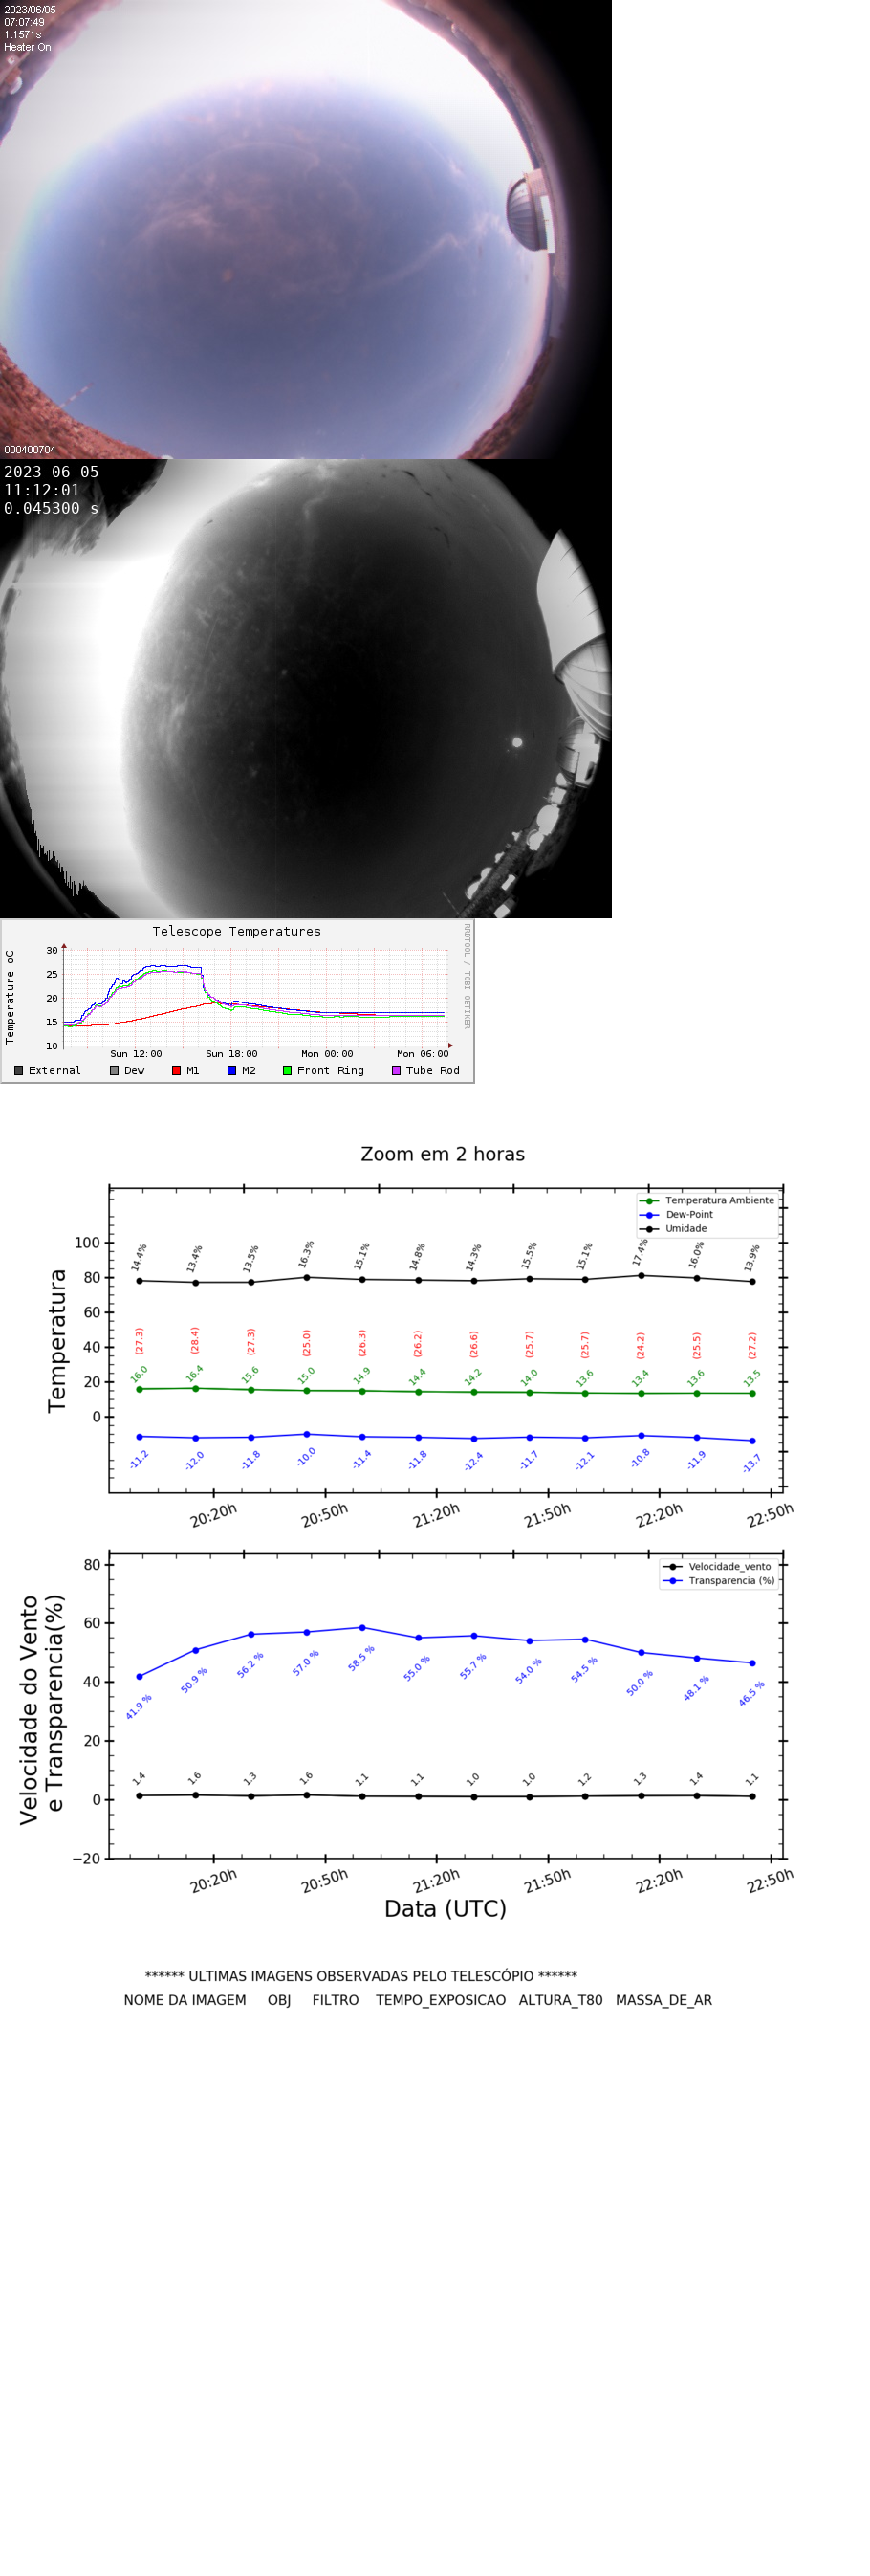 2023/06/05
07:07:49
1.1571s
Heater On
000400704
2023-06-05
11:12:01
0.045300 s
Telescope Temperatures
RRDTOOL / TOBI OETIKER
Temperature oC
30
25
20
15
10
Sun 12:00 Sun 18:00 Mon 00:00 Mon 06:00
External Dew M1 M2 Front Ring Tube Rod
Zoom em 2 horas
Temperatura
Temperatura Ambiente
Dew-Point
Umidade
100
80
60
40
20
0
14.4% 13.4% 13.5% 16.3% 15.1% 14.8% 14.3% 15.5% 15.1% 17.4% 16.0% 13.9%
(27.3) (28.4) (27.3) (25.0) (26.3) (26.2) (26.6) (25.7) (25.7) (24.2) (25.5) (27.2)
16.0 16.4 15.6 15.0 14.9 14.4 14.2 14.0 13.6 13.4 13.6 13.5
-11.2 -12.0 -11.8 -10.0 -11.4 -11.8 -12.4 -11.7 -12.1 -10.8 -11.9 -13.7
20:20h 20:50h 21:20h 21:50h 22:20h 22:50h
Velocidade do Vento
e Transparencia(%)
Velocidade_vento
Transparencia (%)
80
60
40
20
0
−20
41.9 % 50.9 % 56.2 % 57.0 % 58.5 % 55.0 % 55.7 % 54.0 % 54.5 % 50.0 % 48.1 % 46.5 %
1.4 1.6 1.3 1.6 1.1 1.1 1.0 1.0 1.2 1.3 1.4 1.1
20:20h 20:50h 21:20h 21:50h 22:20h 22:50h
Data (UTC)
****** ULTIMAS IMAGENS OBSERVADAS PELO TELESCÓPIO ******
NOME DA IMAGEM OBJ FILTRO TEMPO_EXPOSICAO ALTURA_T80 MASSA_DE_AR